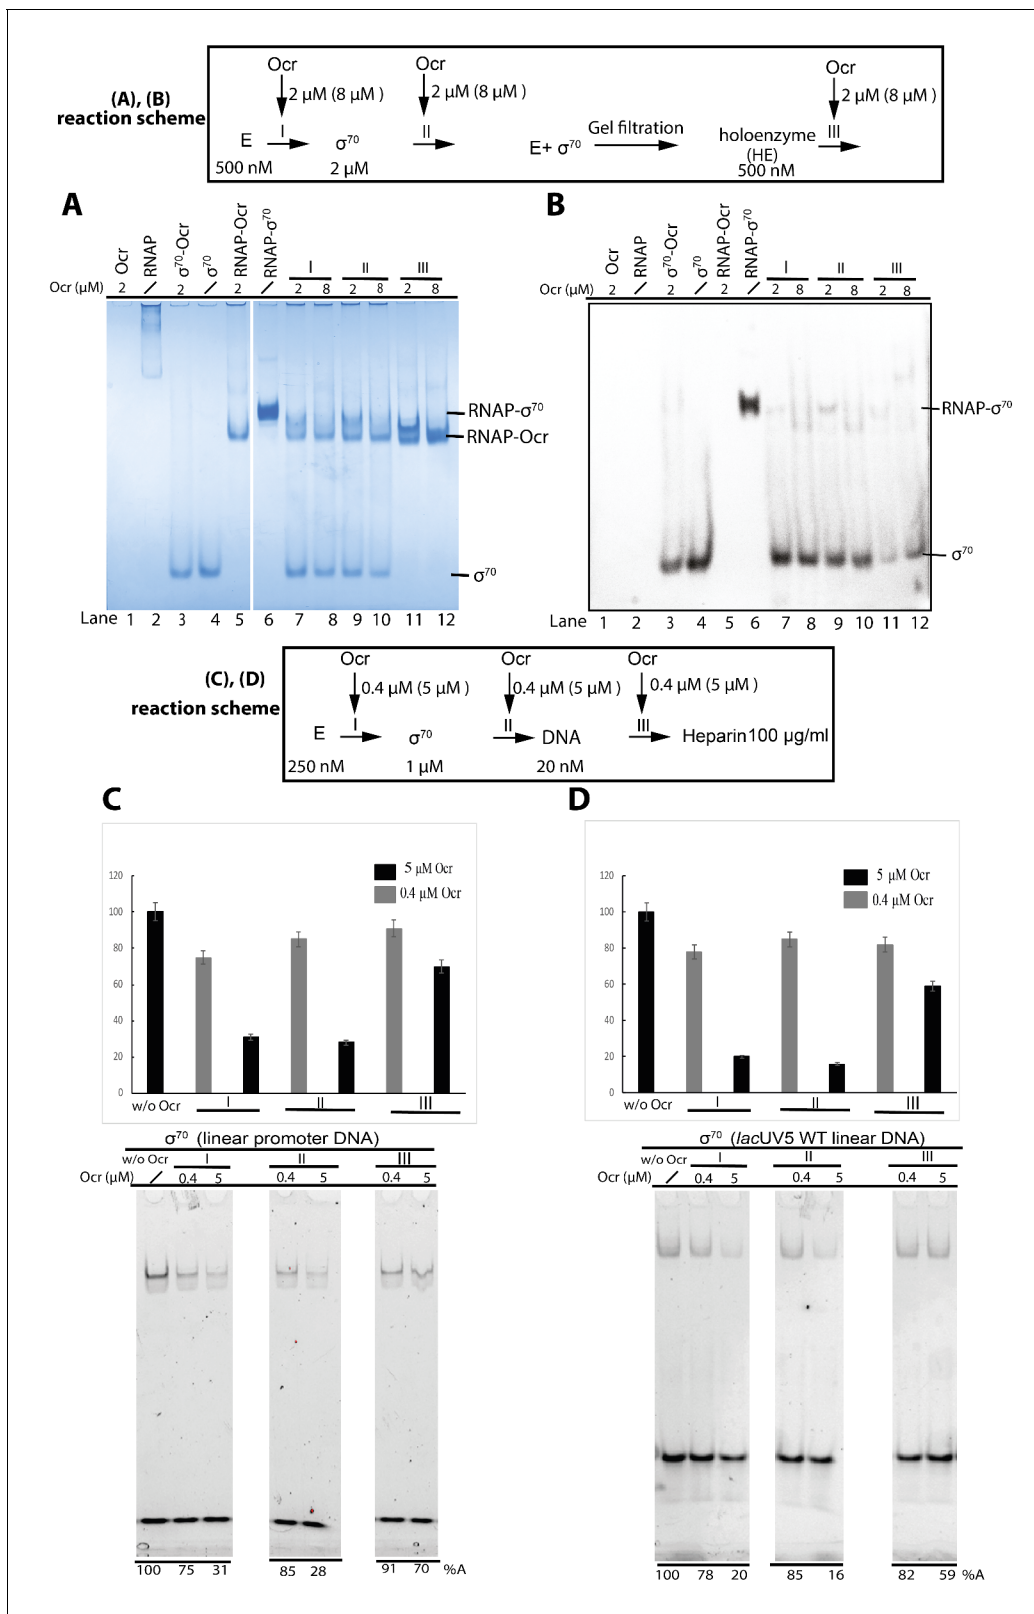 Ocr Ocr Ocr
2 μM (8 μM ) 2 μM (8 μM ) 2 μM (8 μM )
(A), (B)
reaction scheme
I II Gel filtration III
E σ70 E+ σ70 holoenzyme
(HE)
500 nM 2 μM 500 nM
A
Ocr RNAP σ70-Ocr σ70 RNAP-Ocr RNAP-σ70 I II III
Ocr (μM) 2 / 2 / 2 / 2 8 2 8 2 8
RNAP-σ70
RNAP-Ocr
σ70
Lane 1 2 3 4 5 6 7 8 9 10 11 12
B
Ocr RNAP σ70-Ocr σ70 RNAP-Ocr RNAP-σ70 I II III
Ocr (μM) 2 / 2 / 2 / 2 8 2 8 2 8
RNAP-σ70
σ70
Lane 1 2 3 4 5 6 7 8 9 10 11 12
Ocr Ocr Ocr
(C), (D)
reaction scheme
0.4 μM (5 μM ) 0.4 μM (5 μM ) 0.4 μM (5 μM )
I II III
E σ70 DNA Heparin100 μg/ml
250 nM 1 μM 20 nM
C
5 μM Ocr
0.4 μM Ocr
120
100
80
60
40
20
0
w/o Ocr I II III
σ70 (linear promoter DNA)
w/o Ocr I II III
Ocr (μM) / 0.4 5 0.4 5 0.4 5
100 75 31 85 28 91 70 %A
D
5 μM Ocr
0.4 μM Ocr
120
100
80
60
40
20
0
w/o Ocr I II III
σ70 (lacUV5 WT linear DNA)
w/o Ocr I II III
Ocr (μM) / 0.4 5 0.4 5 0.4 5
100 78 20 85 16 82 59 %A